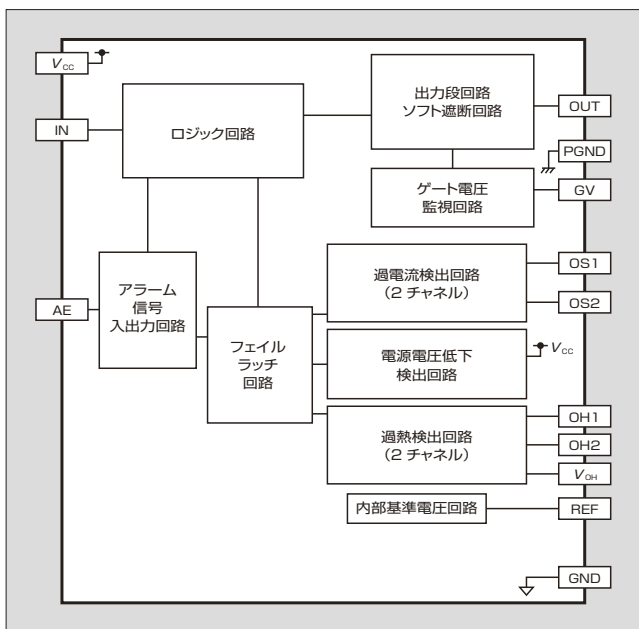 VCC
IN
AE
ロジック回路
出力段回路
ソフト遮断回路
ゲート電圧
監視回路
アラーム
信号
入出力回路
フェイル
ラッチ
回路
過電流検出回路
（2 チャネル）
電源電圧低下
検出回路
VCC
過熱検出回路
（2 チャネル）
内部基準電圧回路
OUT
PGND
GV
OS1
OS2
OH1
OH2
VOH
REF
GND